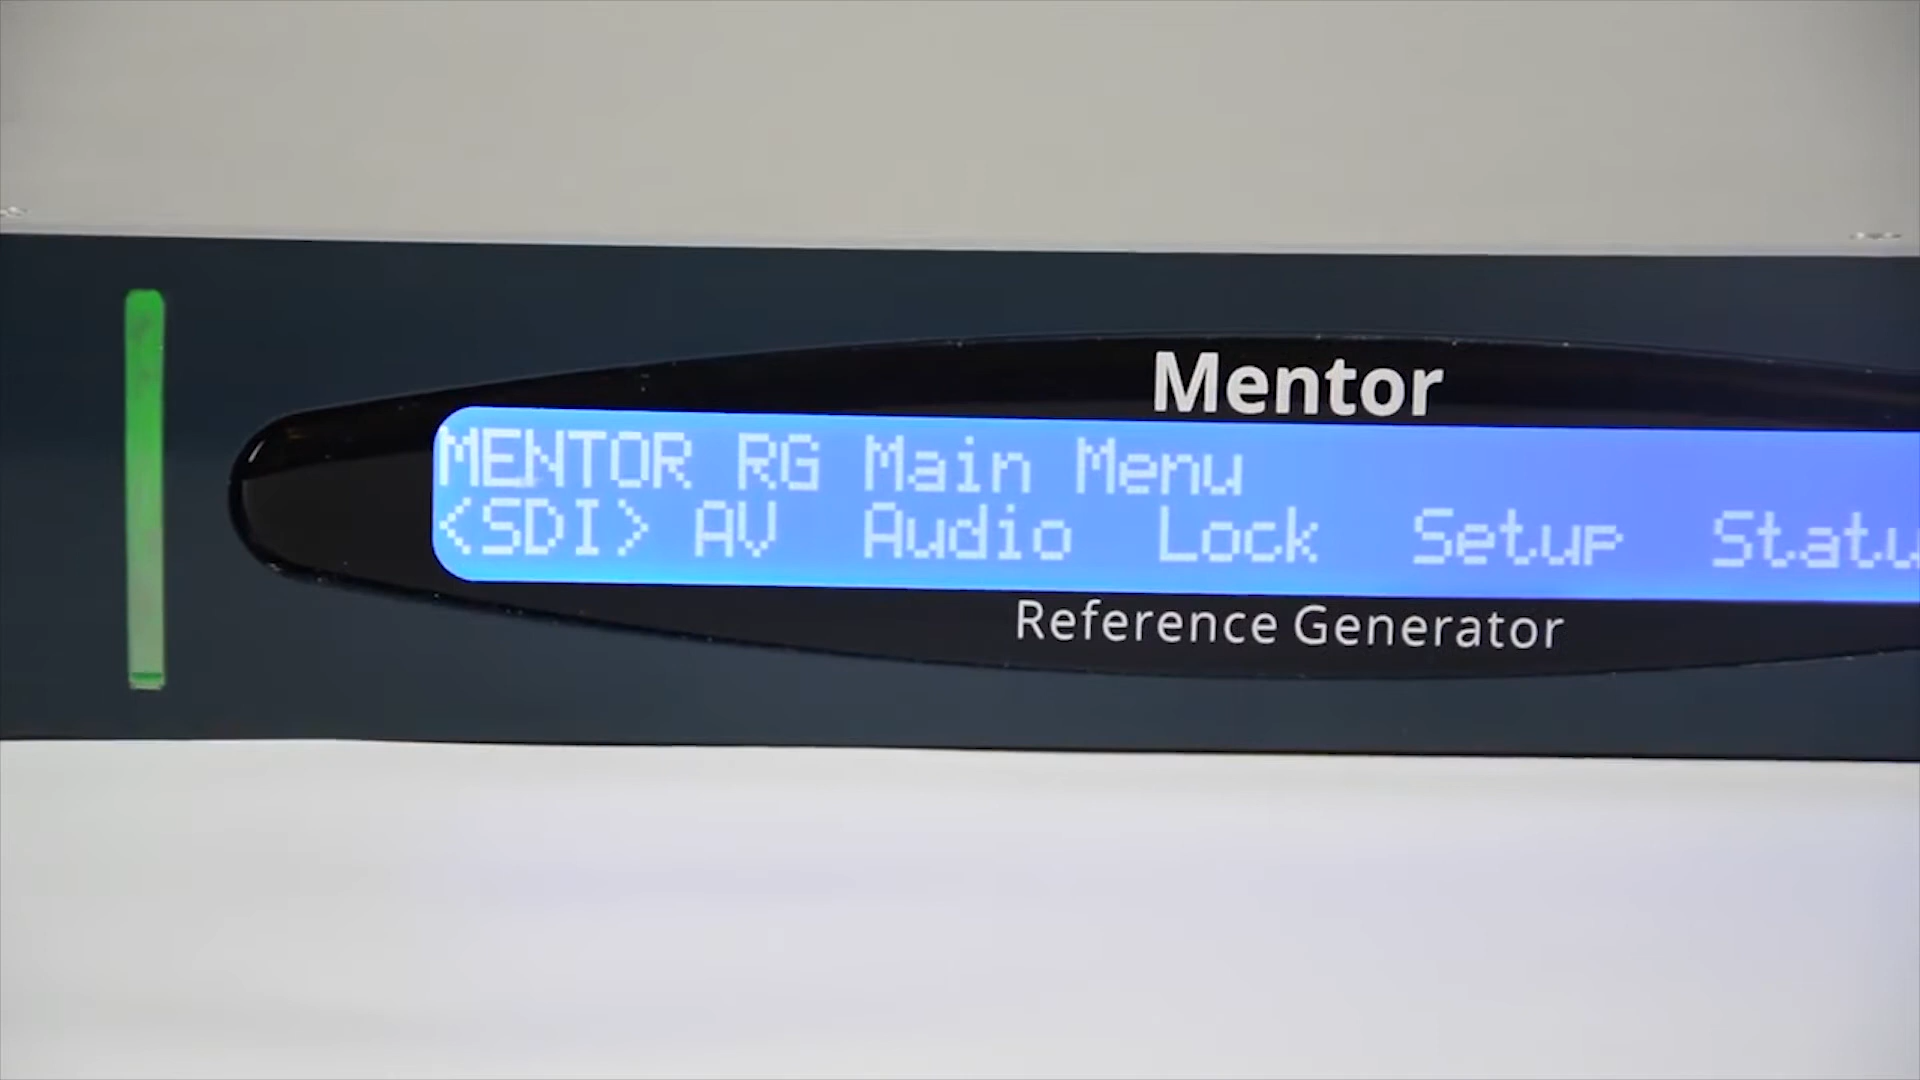 Mentor
MENTOR RG Main Menu
<SDI> AV Audio Lock Setup
Reference Generator